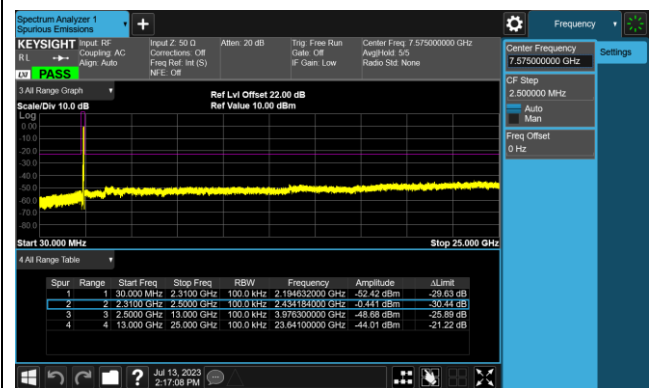 Spectrum Analyzer 1
Spurious Emissions
Frequency
KEYSIGHT
R L
LXI PASS
Input: RF
Coupling: AC
Align: Auto
Input Z: 50 Ω
Corrections: Off
Freq Ref: Int (S)
NFE: Off
Atten: 20 dB
Trig: Free Run
Gate: Off
IF Gain: Low
Center Freq: 7.575000000 GHz
Avg|Hold: 5/5
Radio Std: None
Center Frequency
7.575000000 GHz
Settings
CF Step
2.500000 MHz
Auto
Man
Freq Offset
0 Hz
3 All Range Graph
Scale/Div 10.0 dB
Ref Lvl Offset 22.00 dB
Ref Value 10.00 dBm
Log
0.00
-10.0
-20.0
-30.0
-40.0
-50.0
-60.0
-70.0
-80.0
Start 30.000 MHz Stop 25.000 GHz
4 All Range Table
Spur Range Start Freq Stop Freq RBW Frequency Amplitude ΔLimit
1 1 30.000 MHz 2.3100 GHz 100.0 kHz 2.194632000 GHz -52.42 dBm -29.63 dB
2 2 2.3100 GHz 2.5000 GHz 100.0 kHz 2.434184000 GHz -0.441 dBm -30.44 dB
3 3 2.5000 GHz 13.000 GHz 100.0 kHz 3.976300000 GHz -48.68 dBm -25.89 dB
4 4 13.000 GHz 25.000 GHz 100.0 kHz 23.64100000 GHz -44.01 dBm -21.22 dB
Jul 13, 2023
2:17:08 PM